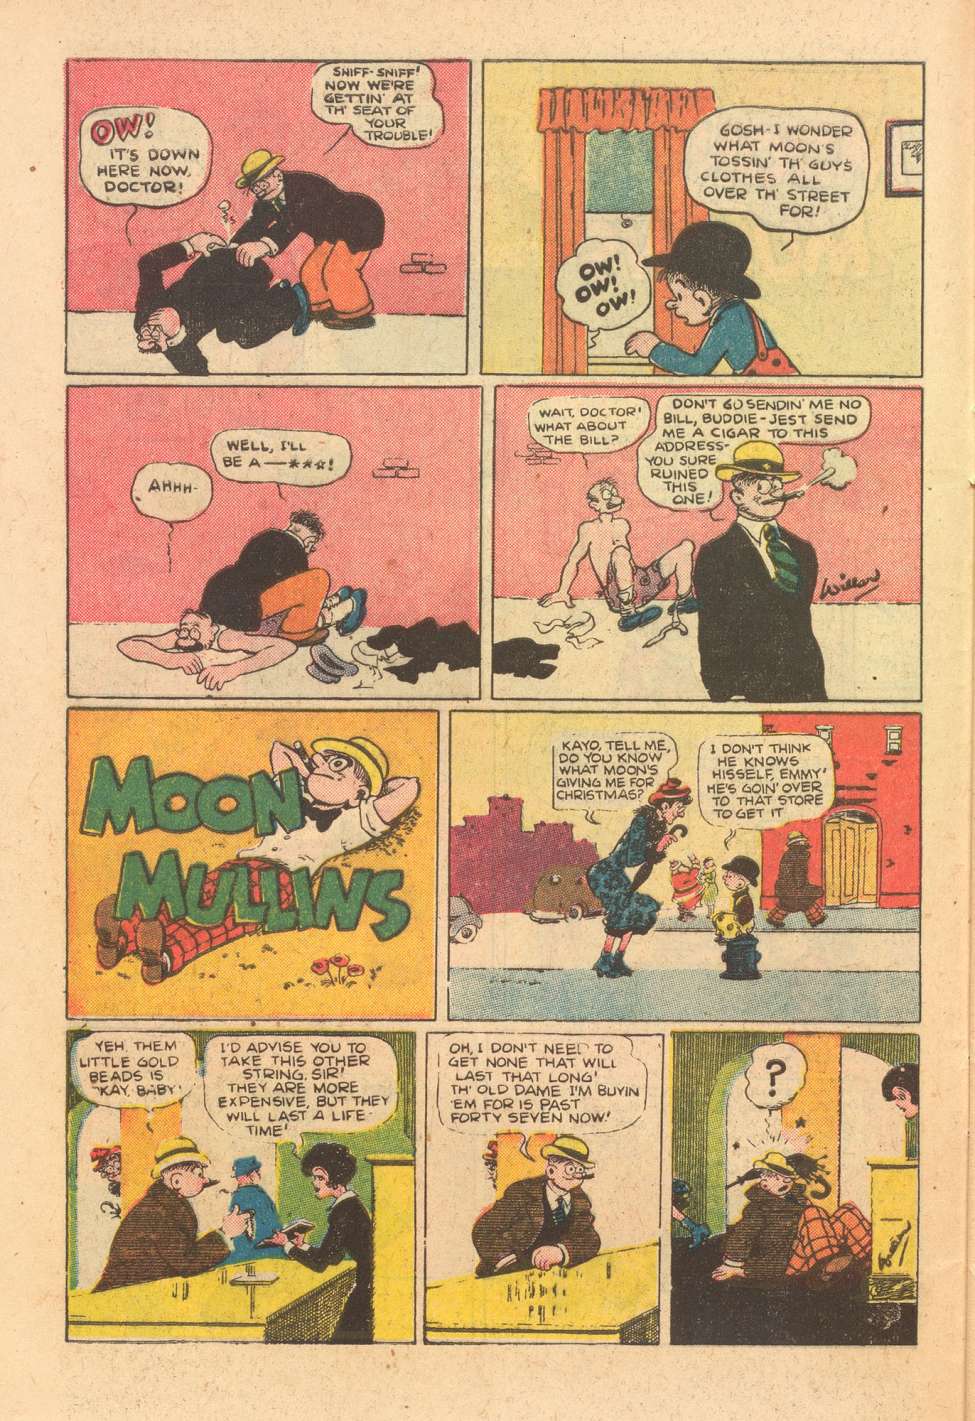 OW!
IT'S DOWN
HERE NOW,
DOCTOR!
SNIFF-SNIFF!
NOW WE'RE
GETTIN' AT
TH' SEAT OF
YOUR
TROUBLE!
GOSH-I WONDER
WHAT MOON'S
TOSSIN' TH' GUYS
CLOTHES ALL
OVER TH' STREET
FOR!
OW!
OW!
OW!
AHHH-
WELL, I'LL
BE A-***!
WAIT, DOCTOR!
WHAT ABOUT
THE BILL?
DON'T GO SENDIN' ME NO
BILL, BUDDIE-JEST SEND
ME A CIGAR TO THIS
ADDRESS-
YOU SURE
RUINED
THIS
ONE!
Willard
MOON
MULLINS
KAYO, TELL ME,
DO YOU KNOW
WHAT MOON'S
GIVING ME FOR
CHRISTMAS?
I DON'T THINK
HE KNOWS
HISSELF, EMMY!
HE'S GOIN' OVER
TO THAT STORE
TO GET IT
YEH, THEM
LITTLE GOLD
BEADS IS
'KAY, BABY!
I'D ADVISE YOU TO
TAKE THIS OTHER
STRING, SIR!
THEY ARE MORE
EXPENSIVE, BUT THEY
WILL LAST A LIFE-
TIME!
OH, I DON'T NEED TO
GET NONE THAT WILL
LAST THAT LONG!
TH' OLD DAME I'M BUYIN
'EM FOR IS PAST
FORTY SEVEN NOW!
?